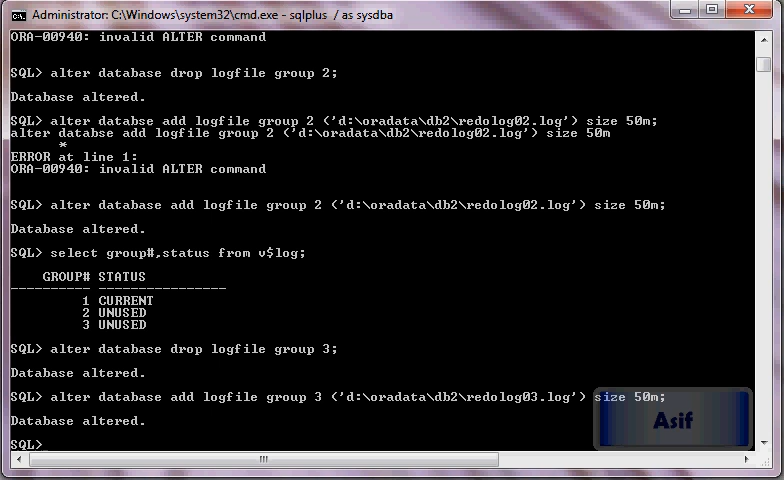 Administrator: C:\Windows\system32\cmd.exe - sqlplus / as sysdba
ORA-00940: invalid ALTER command
SQL> alter database drop logfile group 2;
Database altered.
SQL> alter databse add logfile group 2 ('d:\oradata\db2\redolog02.log') size 50m;
alter databse add logfile group 2 ('d:\oradata\db2\redolog02.log') size 50m
*
ERROR at line 1:
ORA-00940: invalid ALTER command
SQL> alter database add logfile group 2 ('d:\oradata\db2\redolog02.log') size 50m;
Database altered.
SQL> select group#,status from v$log;
GROUP# STATUS
---------- ----------------
1 CURRENT
2 UNUSED
3 UNUSED
SQL> alter database drop logfile group 3;
Database altered.
SQL> alter database add logfile group 3 ('d:\oradata\db2\redolog03.log') size 50m;
Database altered.
SQL>
Asif